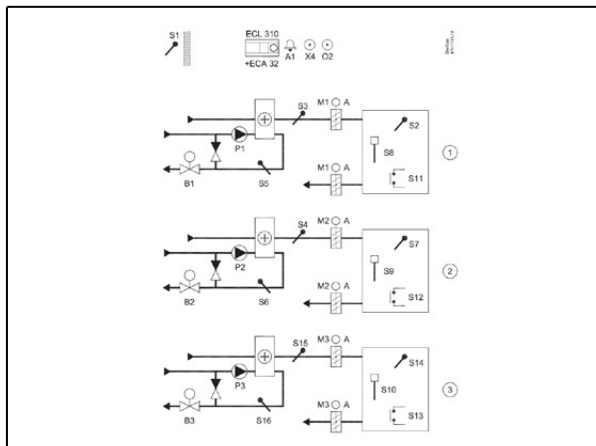 S1
ECL 310
+ECA 32
A1
X4
O2
Danfoss
S3
M1
A
S2
P1
S8
1
M1
A
S11
B1
S5
S4
M2
A
S7
P2
S9
2
M2
A
S12
B2
S6
S15
M3
A
S14
P3
S10
3
M3
A
S13
B3
S16